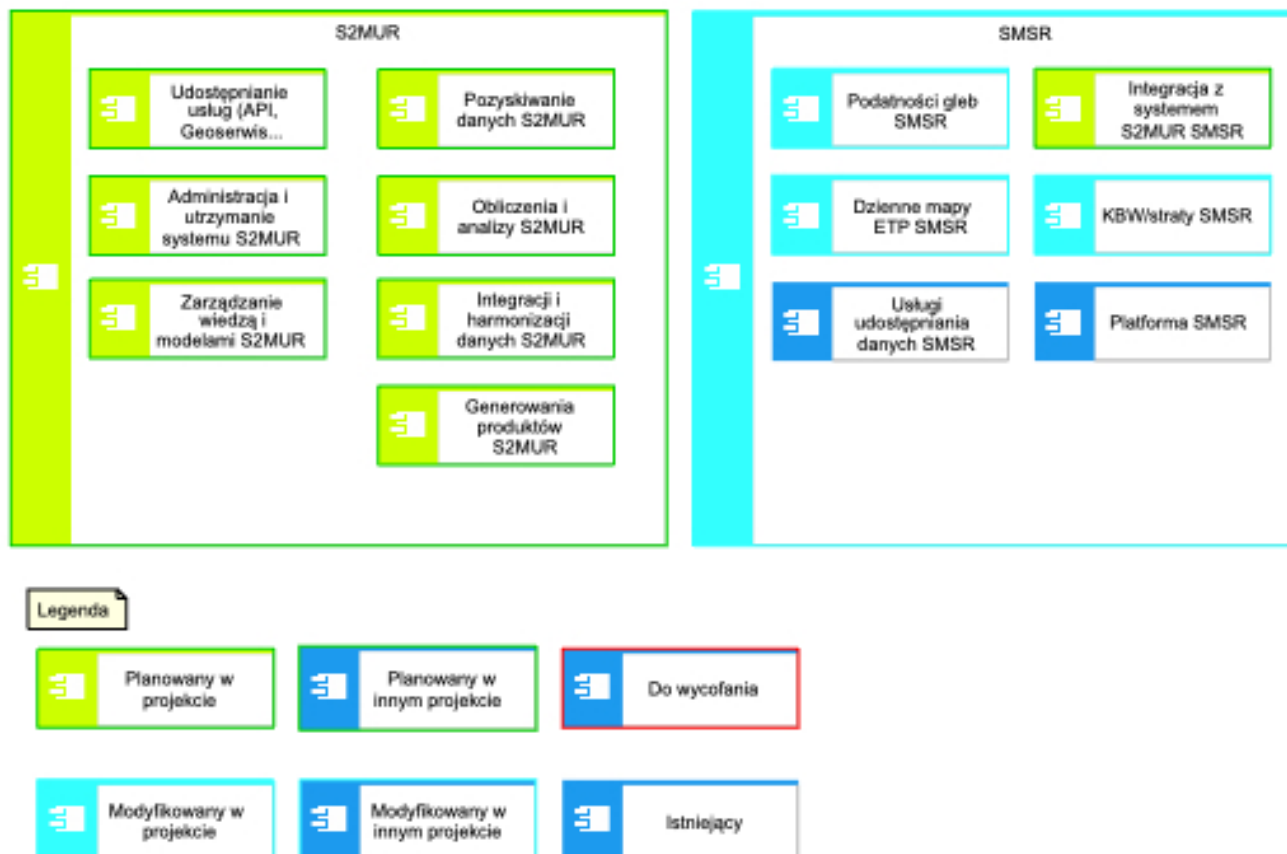 S2MUR
Udostępnianie
usług (API,
Geoserwis...
Pozyskiwanie
danych S2MUR
Administracja i
utrzymanie
systemu S2MUR
Obliczenia i
analizy S2MUR
Zarządzanie
wiedzą i
modelami S2MUR
Integracji i
harmonizacji
danych S2MUR
Generowania
produktów
S2MUR
SMSR
Podatności gleb
SMSR
Integracja z
systemem
S2MUR SMSR
Dzienne mapy
ETP SMSR
KBW/straty SMSR
Usługi
udostępniania
danych SMSR
Platforma SMSR
Legenda
Planowany w
projekcie
Planowany w
innym projekcie
Do wycofania
Modyfikowany w
projekcie
Modyfikowany w
innym projekcie
Istniejący